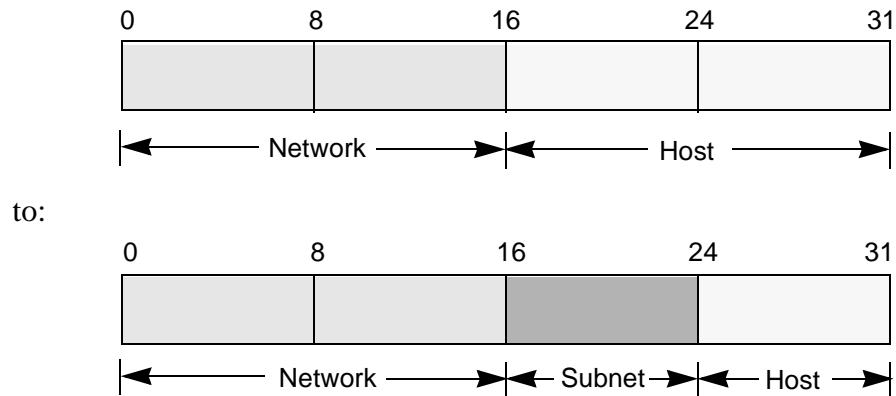 0 8 16 24 31
Network Host
to:
0 8 16 24 31
Network Subnet Host